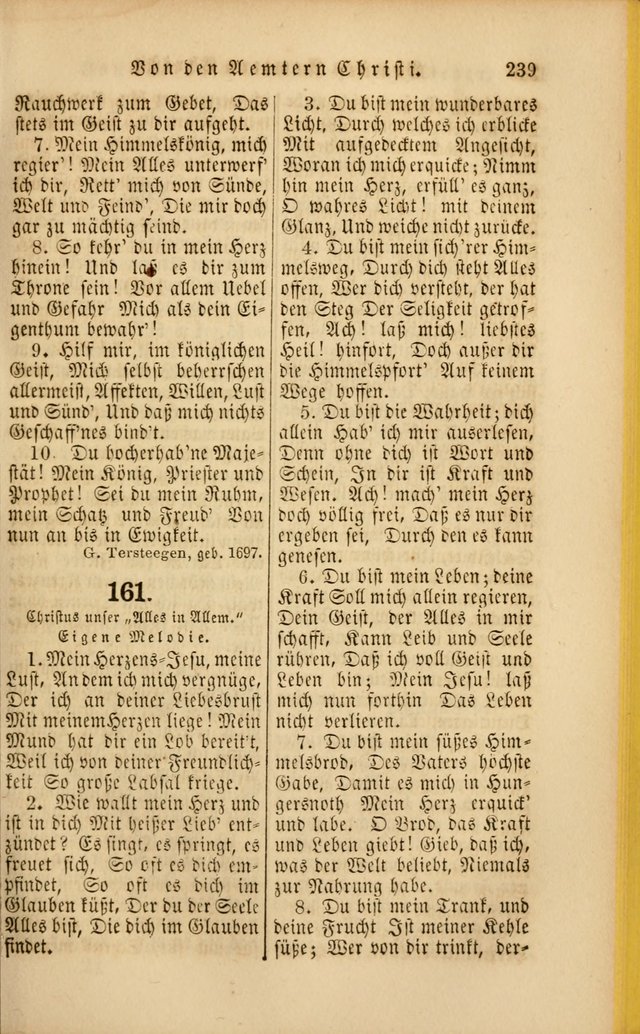 Von den Aemtern Christi. 239
Rauchwerk zum Gebet, Das
stets im Geist zu dir aufgeht.
7. Mein Himmelskönig, mich
regier'! Mein Alles unterwerf'
ich dir, Rett' mich von Sünde,
Welt und Feind', Die mir doch
gar zu mächtig seind.
8. So kehr' du in mein Herz
hinein! Und laß es dir zum
Throne sein! Vor allem Uebel
und Gefahr Mich als dein Ei-
genthum bewahr'!
9. Hilf mir, im königlichen
Geist, Mich selbst beherrschen
allermeist, Affekten, Willen, Lust
und Sünd', Und daß mich nichts
Geschaff'nes bind't.
10. Du hocherhab'ne Maje-
stät! Mein König, Priester und
Prophet! Sei du mein Ruhm,
mein Schatz und Freud' Von
nun an bis in Ewigkeit.
G. Tersteegen, geb. 1697.
161.
Christus unser „Alles in Allem."
Eigene Melodie.
1. Mein Herzens-Jesu, meine
Lust, An dem ich mich vergnüge,
Der ich an deiner Liebesbrust
Mit meinem Herzen liege! Mein
Mund hat dir ein Lob bereit't,
Weil ich von deiner Freundlich-
keit So große Labsal kriege.
2. Wie wallt mein Herz und
ist in dich Mit heißer Lieb' ent-
zündet? Es singt, es springt, es
freuet sich, So oft es dich em-
pfindet, So oft es dich im
Glauben küßt, Der du der Seele
Alles bist, Die dich im Glauben
findet.
3. Du bist mein wunderbares
Licht, Durch welches ich erblicke
Mit aufgedecktem Angesicht,
Woran ich mich erquicke; Nimm
hin mein Herz, erfüll' es ganz,
O wahres Licht! mit deinem
Glanz, Und weiche nicht zurücke.
4. Du bist mein sich'rer Him-
melsweg, Durch dich steht Alles
offen, Wer dich versteht, der hat
den Steg Der Seligkeit getrof-
fen, Ach! laß mich! liebstes
Heil! hinfort, Doch außer dir
die Himmelspfort' Auf keinem
Wege hoffen.
5. Du bist die Wahrheit; dich
allein Hab' ich mir auserlesen,
Denn ohne dich ist Wort und
Schein, In dir ist Kraft und
Wesen. Ach! mach' mein Herz
doch völlig frei, Daß es nur dir
ergeben sei, Durch den es kann
genesen.
6. Du bist mein Leben; deine
Kraft Soll mich allein regieren,
Dein Geist, der Alles in mir
schafft, Kann Leib und Seele
rühren, Daß ich voll Geist und
Leben bin; Mein Jesu! laß
mich nun forthin Das Leben
nicht verlieren.
7. Du bist mein süßes Him-
melsbrod, Des Vaters höchste
Gabe, Damit es mich in Hun-
gersnoth Mein Herz erquick'
und labe. O Brod, das Kraft
und Leben giebt! Gieb, daß ich,
was der Welt beliebt, Niemals
zur Nahrung habe.
8. Du bist mein Trank, und
deine Frucht Ist meiner Kehle
süße; Wer von dir trinkt, der-